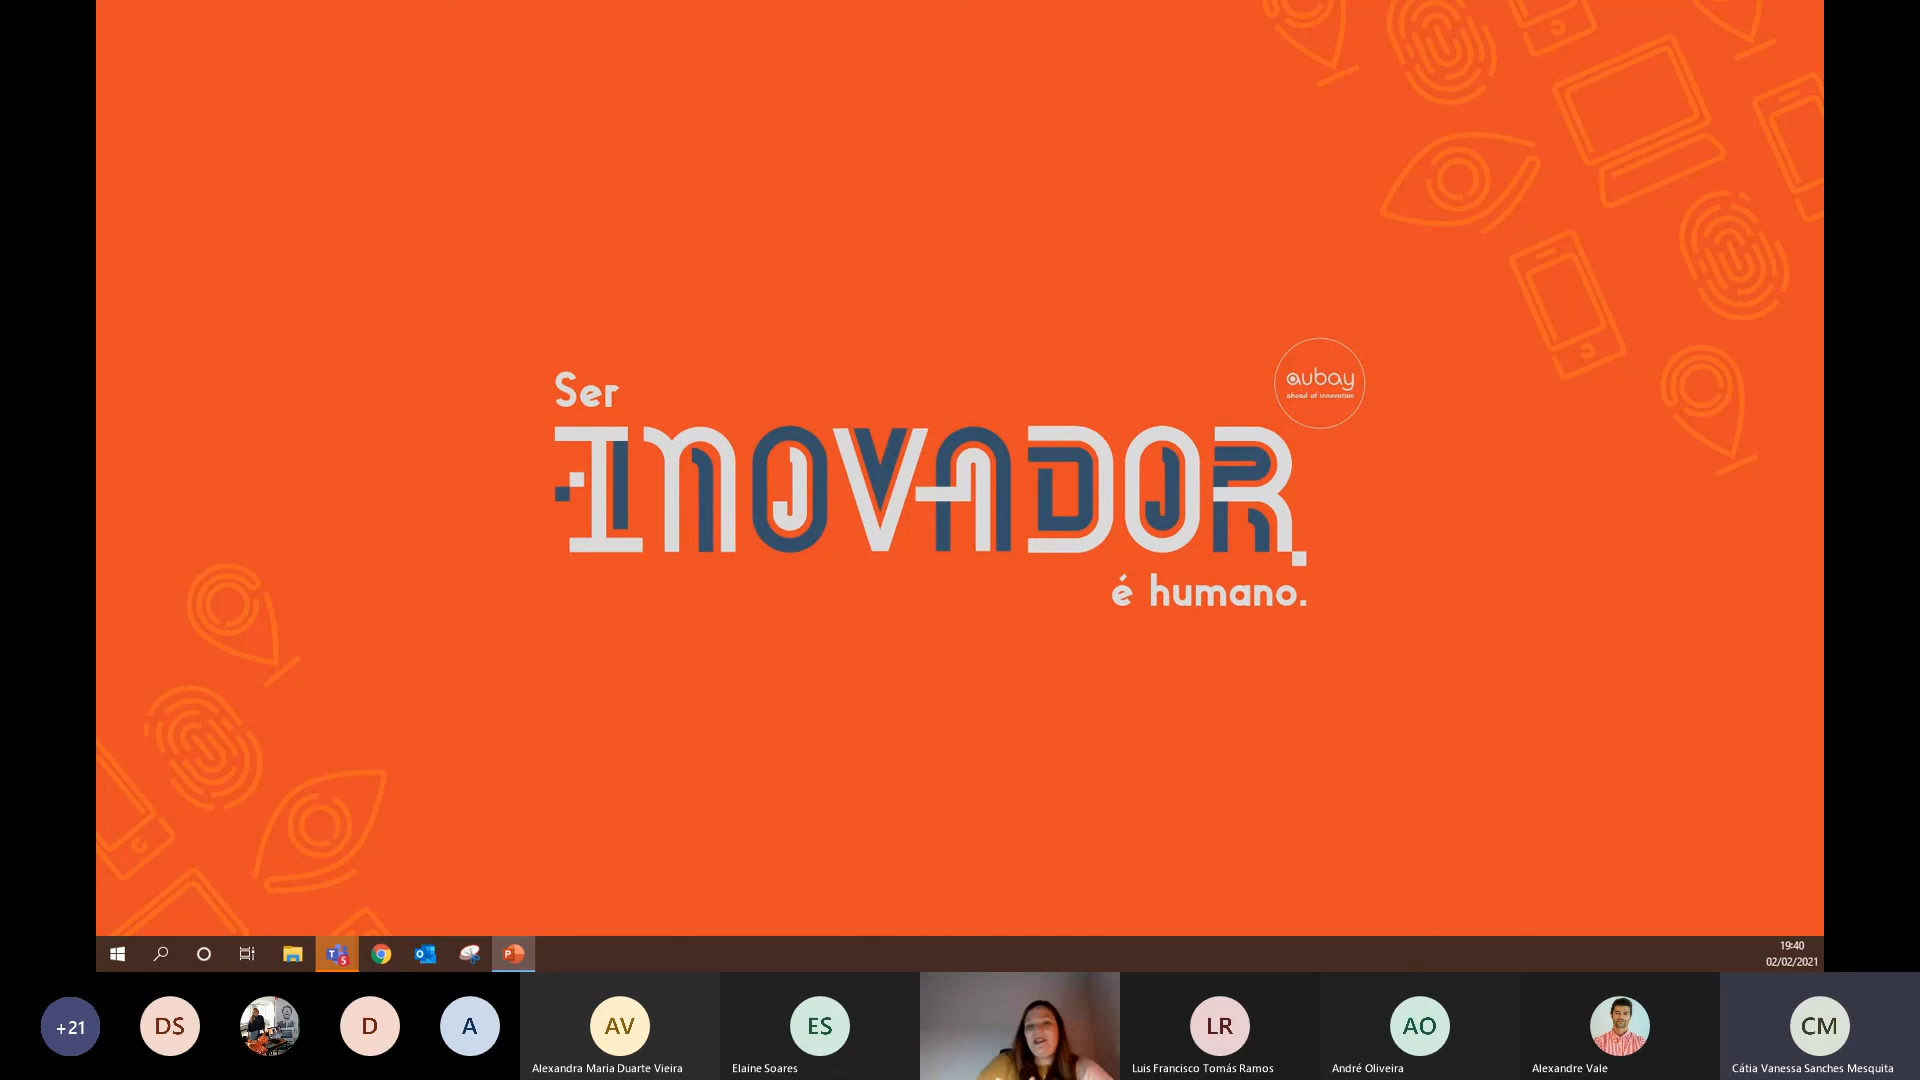 Ser
aubay
ahead of innovation
INOVADOR
é humano.
T 5
O
P
19:40
02/02/2021
+21
DS
D
A
AV
ES
LR
AO
CM
Alexandra Maria Duarte Vieira
Elaine Soares
Luis Francisco Tomás Ramos
André Oliveira
Alexandre Vale
Cátia Vanessa Sanches Mesquita